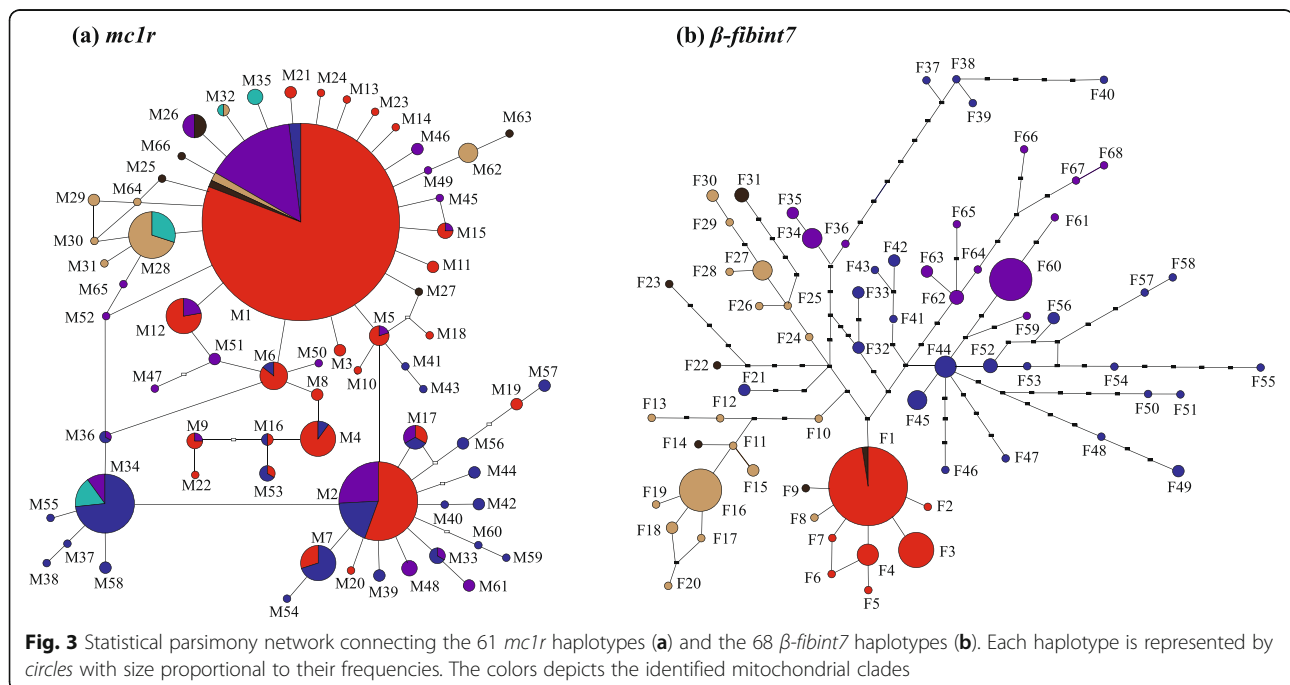 (a) mc1r
(b) β-fibint7
M21
M24
M13
M23
M14
M35
M32
M26
M66
M25
M64
M29
M30
M31
M28
M65
M52
M12
M1
M46
M63
M62
M49
M45
M15
M11
M27
M18
M5
M3
M10
M41
M43
M6
M50
M51
M47
M8
M9
M16
M4
M22
M53
M36
M34
M55
M37
M38
M58
M2
M17
M19
M57
M56
M44
M42
M40
M60
M59
M33
M61
M48
M39
M20
M7
M54
F37
F38
F39
F40
F66
F67
F68
F65
F61
F30
F31
F29
F35
F34
F36
F27
F28
F26
F25
F24
F42
F43
F33
F41
F32
F63
F64
F60
F62
F59
F57
F58
F56
F23
F22
F21
F44
F52
F53
F54
F55
F45
F50
F51
F48
F49
F47
F46
F13
F12
F10
F14
F11
F15
F19
F16
F18
F17
F20
F1
F9
F8
F2
F7
F3
F4
F6
F5
Fig. 3 Statistical parsimony network connecting the 61 mc1r haplotypes (a) and the 68 β-fibint7 haplotypes (b). Each haplotype is represented by
circles with size proportional to their frequencies. The colors depicts the identified mitochondrial clades